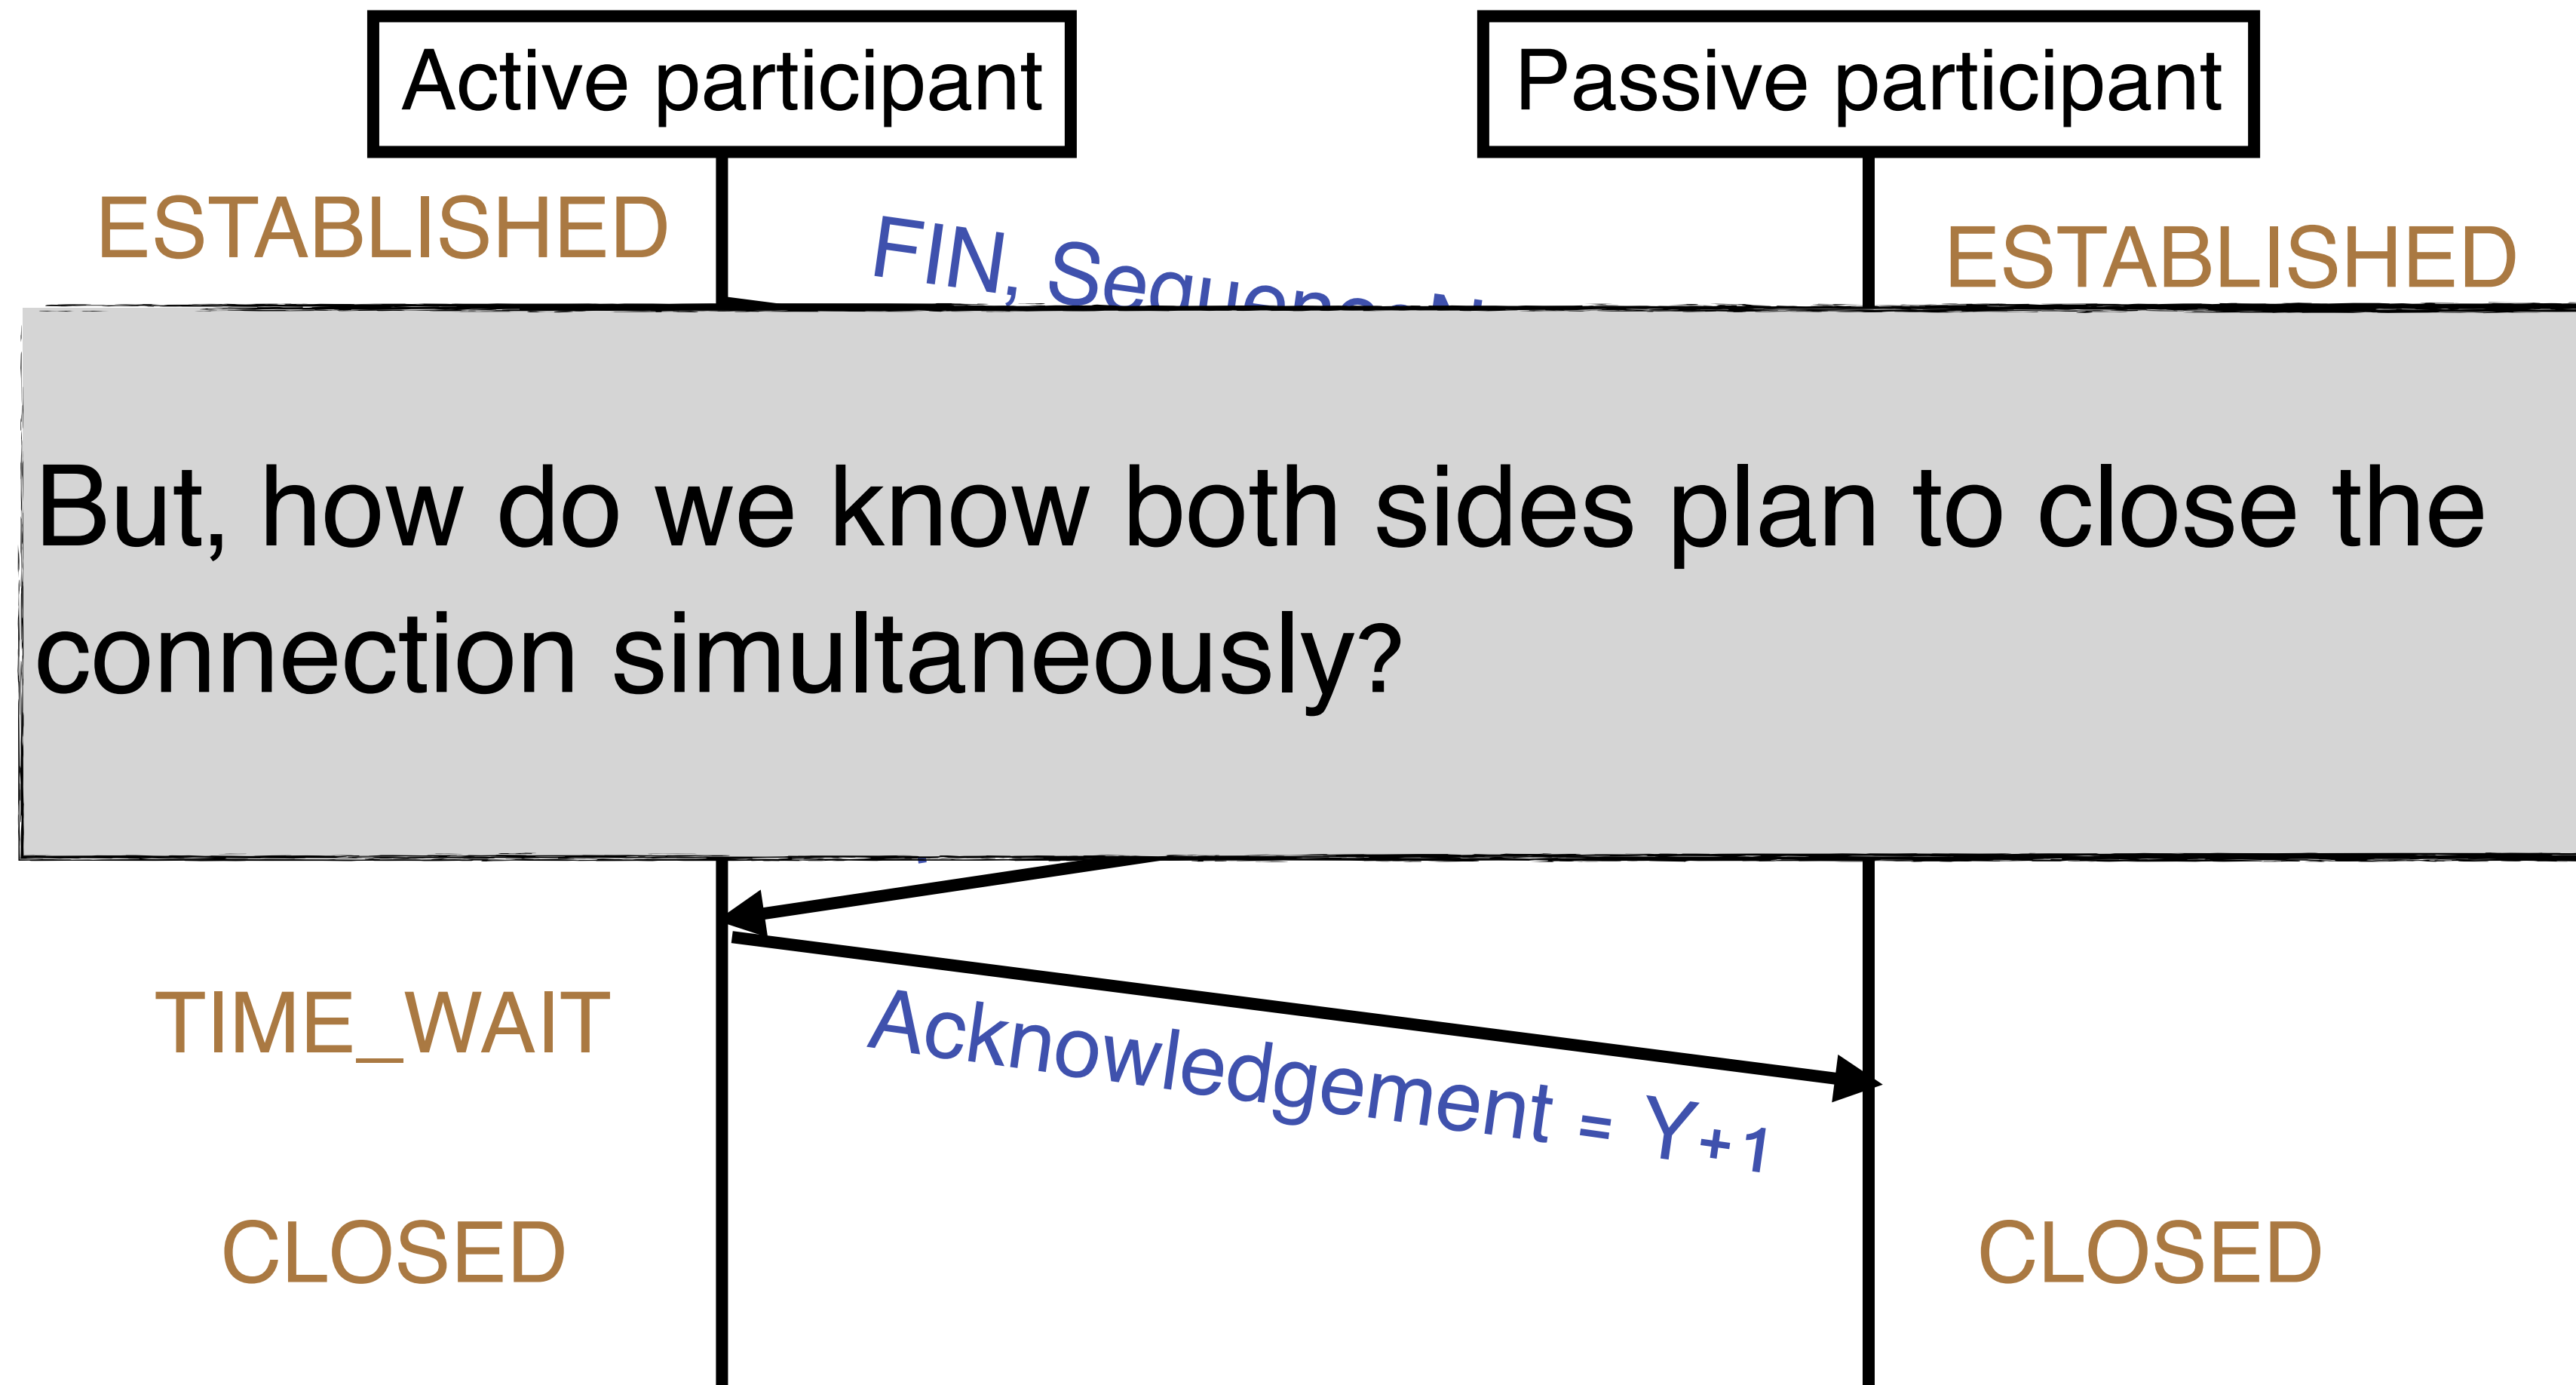 Active participant
Passive participant
ESTABLISHED
FIN,
ESTABLISHED
But, how do we know both sides plan to close the
connection simultaneously?
TIME_WAIT
Acknowledgement = Y+1
CLOSED
CLOSED